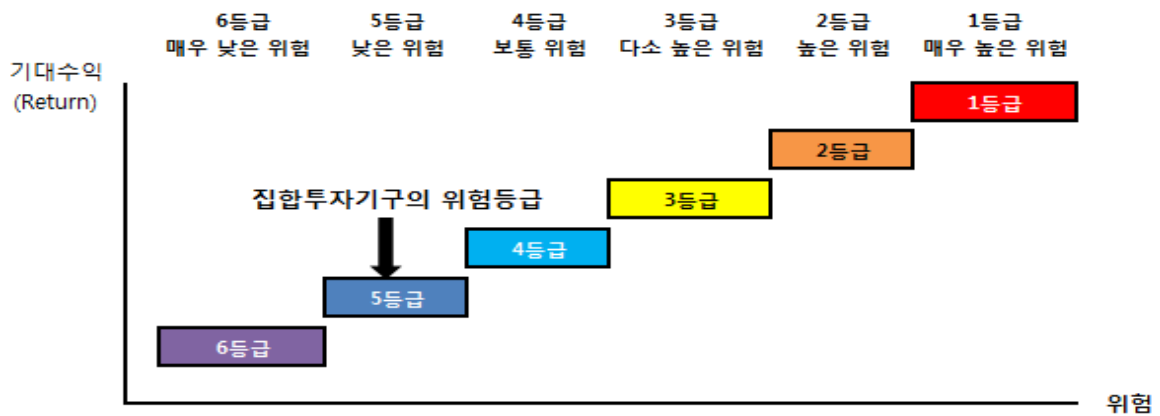 6등급 5등급 4등급 3등급 2등급 1등급
매우 낮은 위험 낮은 위험 보통 위험 다소 높은 위험 높은 위험 매우 높은 위험
기대수익
(Return)
1등급
2등급
집합투자기구의 위험등급
3등급
4등급
5등급
6등급
위험